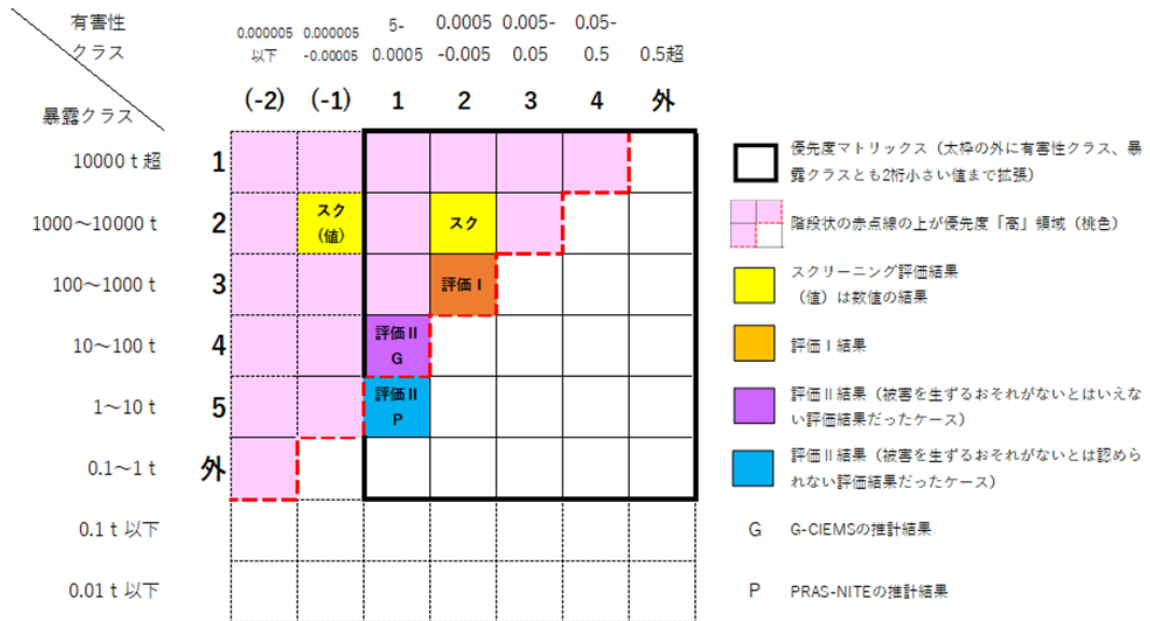 有害性
クラス
暴露クラス
0.000005
以下
0.000005
-0.00005
5-
0.0005
0.0005
-0.005
0.005-
0.05
0.05-
0.5
0.5超
(-2) (-1) 1 2 3 4 外
10000 t 超 1
1000～10000 t 2 スク
(値)
スク
100～1000 t 3 評価Ⅰ
10～100 t 4 評価Ⅱ
G
1～10 t 5 評価Ⅱ
P
0.1～1 t 外
0.1 t 以下
0.01 t 以下
優先度マトリックス（太枠の外に有害性クラス、暴
露クラスとも2桁小さい値まで拡張）
階段状の赤点線の上が優先度「高」領域（桃色）
スクリーニング評価結果
（値）は数値の結果
評価Ⅰ結果
評価Ⅱ結果（被害を生ずるおそれがないとはいえな
い評価結果だったケース）
評価Ⅱ結果（被害を生ずるおそれがないとは認めら
れない評価結果だったケース）
G G-CIEMSの推計結果
P PRAS-NITEの推計結果